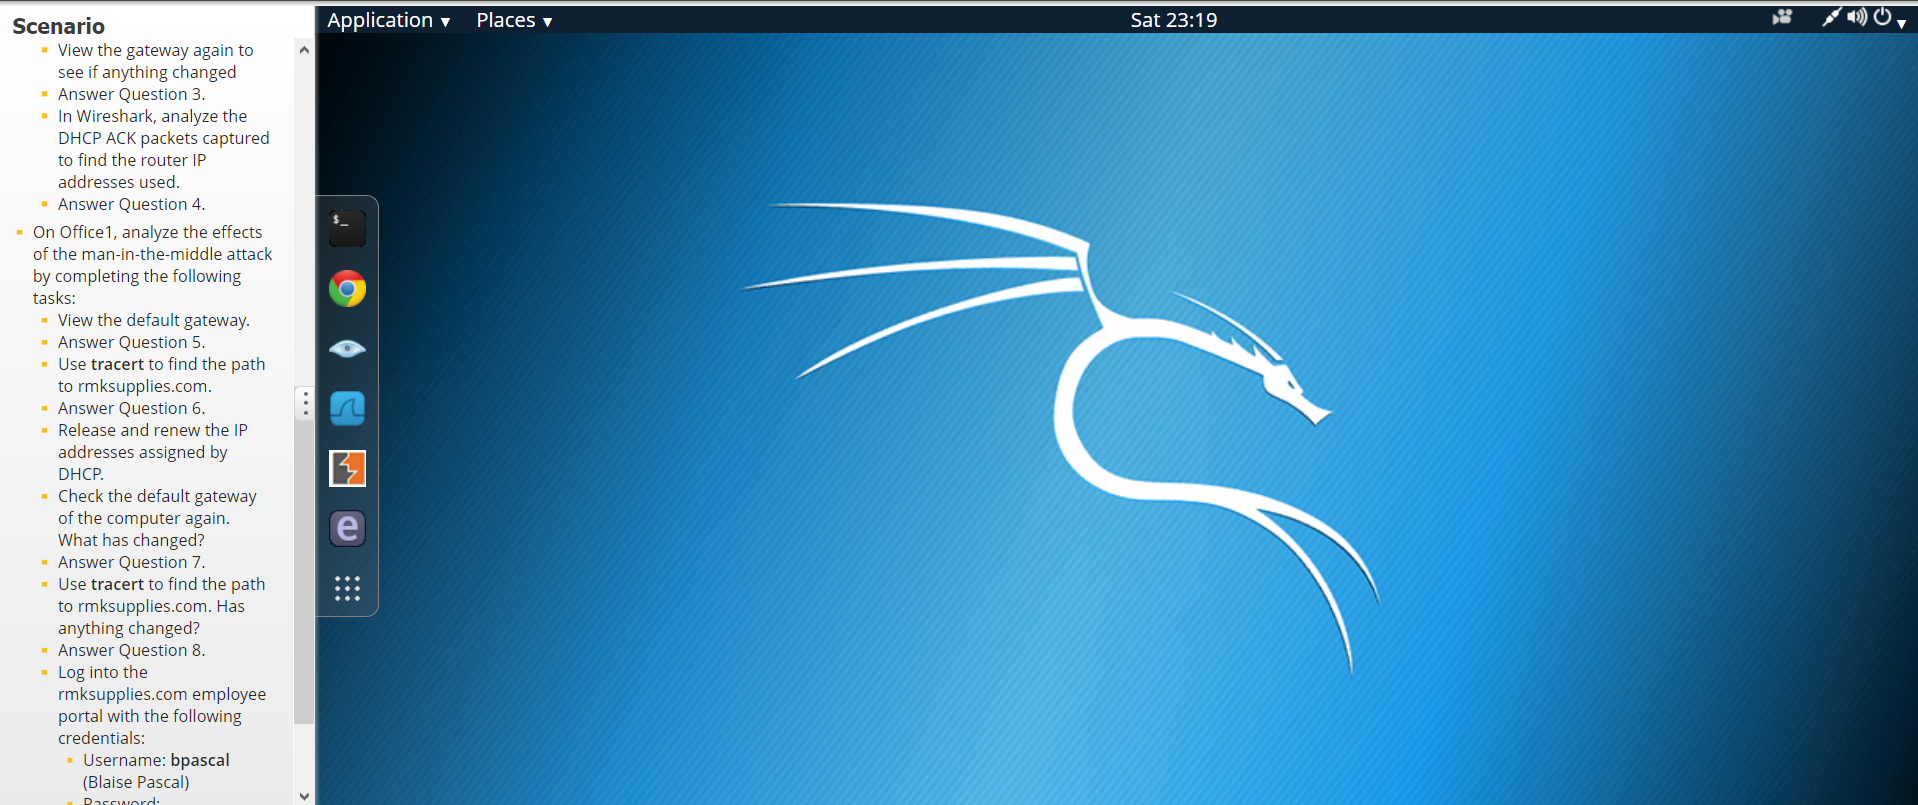 Scenario
View the gateway again to
see if anything changed
Answer Question 3.
In Wireshark, analyze the
DHCP ACK packets captured
to find the router IP
addresses used.
Answer Question 4.
On Office1, analyze the effects
of the man-in-the-middle attack
by completing the following
tasks:
View the default gateway.
Answer Question 5.
Use tracert to find the path
to rmksupplies.com.
Answer Question 6.
Release and renew the IP
addresses assigned by
DHCP.
Check the default gateway
of the computer again.
What has changed?
Answer Question 7.
Use tracert to find the path
to rmksupplies.com. Has
anything changed?
Answer Question 8.
Log into the
rmksupplies.com employee
portal with the following
credentials:
Username: bpascal
(Blaise Pascal)
Password:
Application ▼ Places ▼ Sat 23:19
$_
e